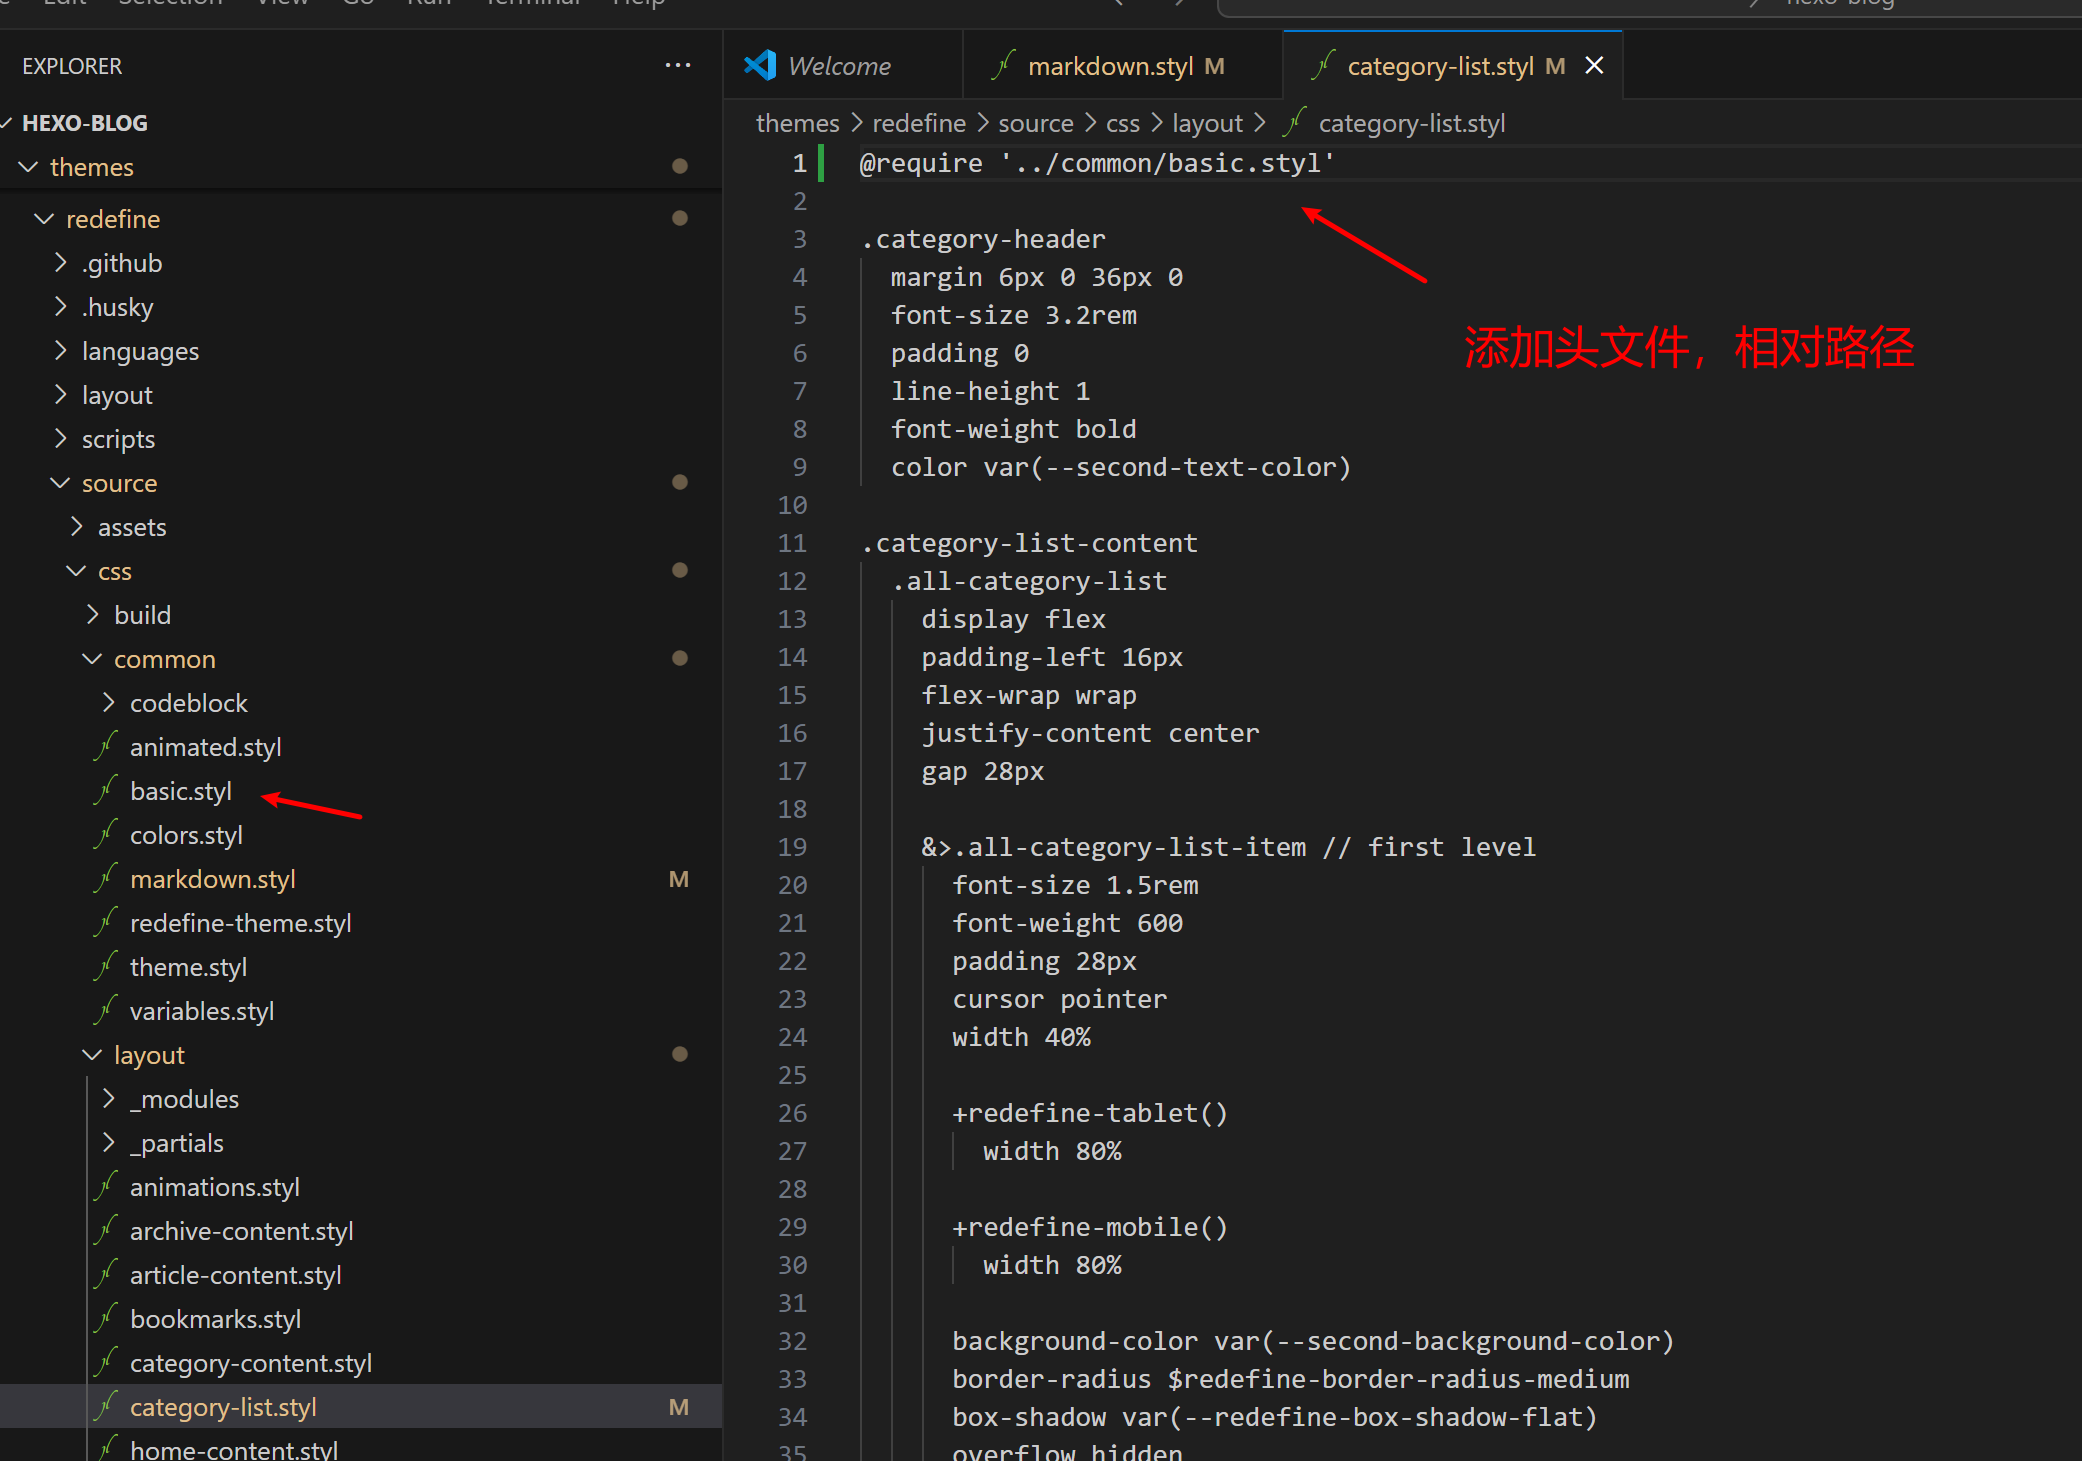 Edit Selection View Go Run Terminal Help
hexo-blog
EXPLORER
HEXO-BLOG
themes
redefine
.github
.husky
languages
layout
scripts
source
assets
css
build
common
codeblock
animated.styl
basic.styl
colors.styl
markdown.styl M
redefine-theme.styl
theme.styl
variables.styl
layout
_modules
_partials
animations.styl
archive-content.styl
article-content.styl
bookmarks.styl
category-content.styl
category-list.styl M
home-content.styl
Welcome
markdown.styl M
category-list.styl M
themes > redefine > source > css > layout > category-list.styl
1 @require '../common/basic.styl'
2
3 .category-header
4 margin 6px 0 36px 0
5 font-size 3.2rem
6 padding 0
7 line-height 1
8 font-weight bold
9 color var(--second-text-color)
10
11 .category-list-content
12 .all-category-list
13 display flex
14 padding-left 16px
15 flex-wrap wrap
16 justify-content center
17 gap 28px
18
19 &>.all-category-list-item // first level
20 font-size 1.5rem
21 font-weight 600
22 padding 28px
23 cursor pointer
24 width 40%
25
26 +redefine-tablet()
27 width 80%
28
29 +redefine-mobile()
30 width 80%
31
32 background-color var(--second-background-color)
33 border-radius $redefine-border-radius-medium
34 box-shadow var(--redefine-box-shadow-flat)
35 overflow hidden
添加头文件，相对路径